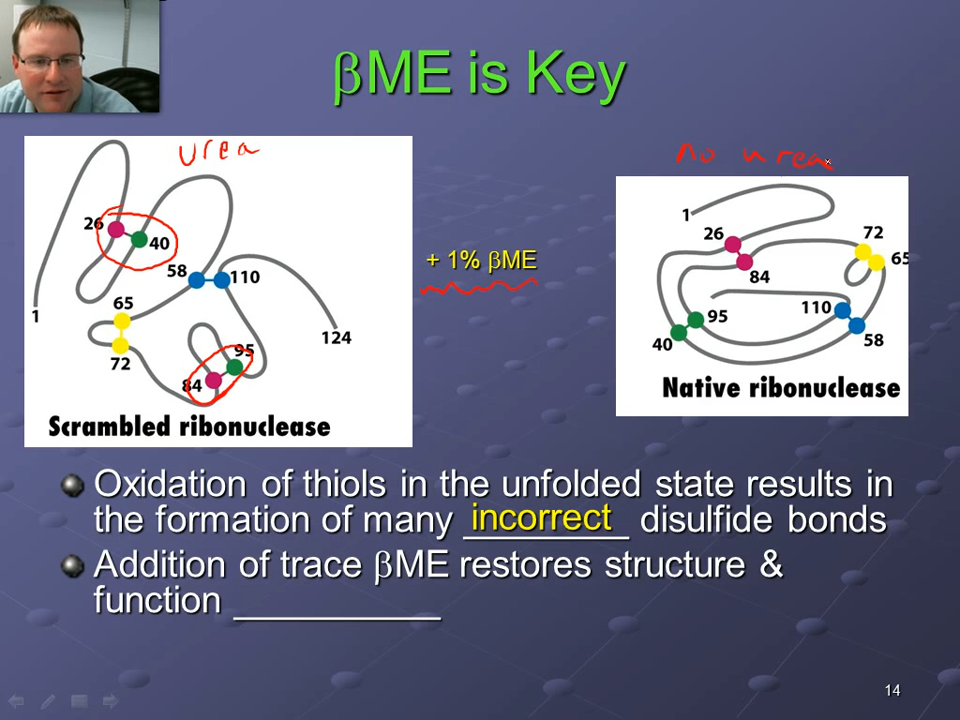 βME is Key
urea
26
40
58
110
65
1
72
124
95
84
Scrambled ribonuclease
+ 1% βME
no urea
1
26
72
65
84
110
95
40
58
Native ribonuclease
Oxidation of thiols in the unfolded state results in
the formation of many incorrect disulfide bonds
Addition of trace βME restores structure &
function __________
14